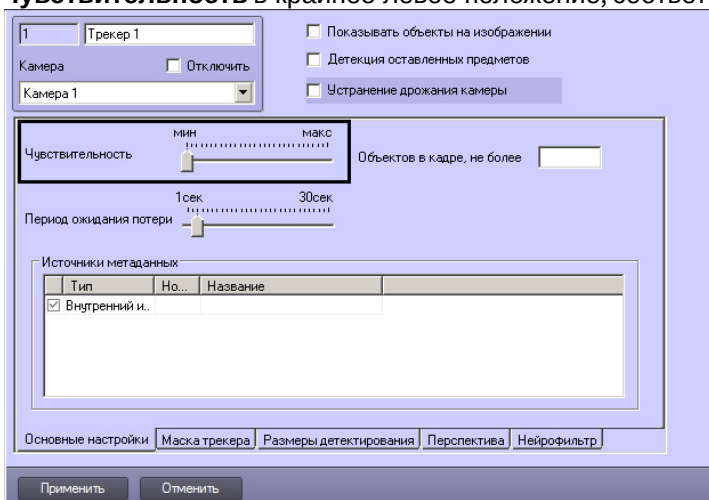 Чувствительность в крайнее левое положение, соответ
1 Трекер 1
Показывать объекты на изображении
Камера Отключить
Детекция оставленных предметов
Камера 1
Устранение дрожания камеры
мин макс
Чувствительность
Объектов в кадре, не более
1сек 30сек
Период ожидания потери
Источники метаданных
Тип Но... Название
Внутренний и..
Основные настройки Маска трекера Размеры детектирования Перспектива Нейрофильтр
Применить Отменить